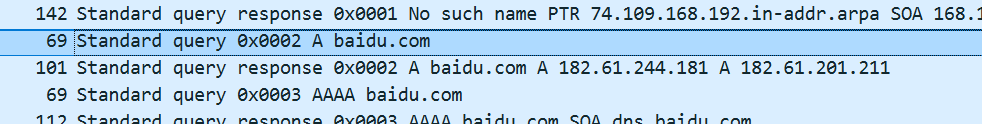 142 Standard query response 0x0001 No such name PTR 74.109.168.192.in-addr.arpa SOA 168.1
69 Standard query 0x0002 A baidu.com
101 Standard query response 0x0002 A baidu.com A 182.61.244.181 A 182.61.201.211
69 Standard query 0x0003 AAAA baidu.com
112 Standard query response 0x0003 AAAA baidu.com SOA dns.baidu.com